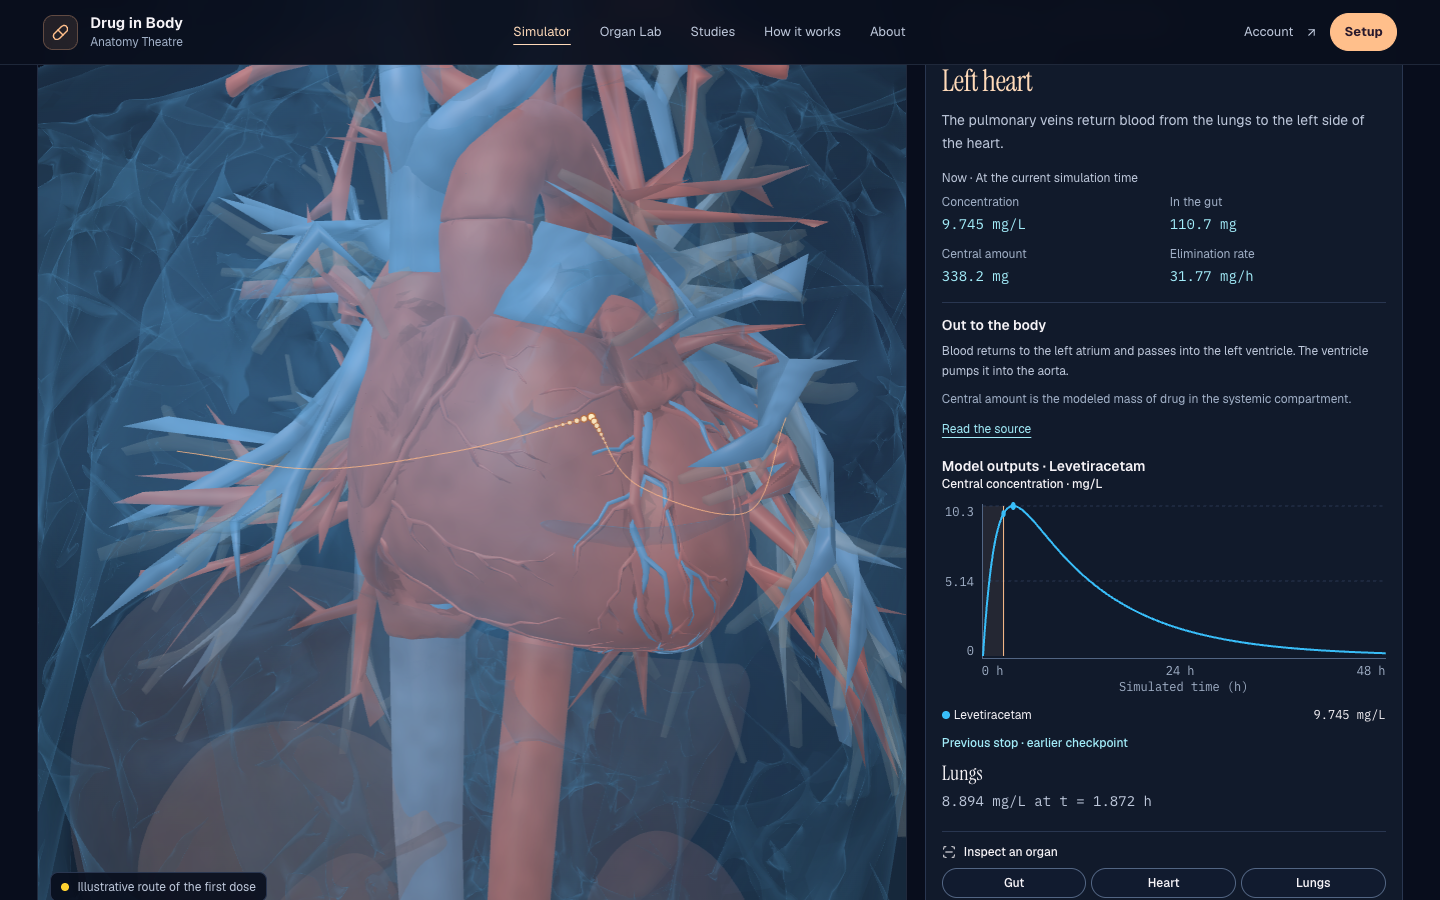 Drug in Body
Anatomy Theatre
Simulator
Organ Lab
Studies
How it works
About
Account
Setup
Left heart
The pulmonary veins return blood from the lungs to the left side of
the heart.
Now · At the current simulation time
Concentration
9.745 mg/L
In the gut
110.7 mg
Central amount
338.2 mg
Elimination rate
31.77 mg/h
Out to the body
Blood returns to the left atrium and passes into the left ventricle. The ventricle
pumps it into the aorta.
Central amount is the modeled mass of drug in the systemic compartment.
Read the source
Model outputs · Levetiracetam
Central concentration · mg/L
10.3
5.14
0
0 h
24 h
48 h
Simulated time (h)
Levetiracetam
9.745 mg/L
Previous stop · earlier checkpoint
Lungs
8.894 mg/L at t = 1.872 h
Inspect an organ
Gut
Heart
Lungs
Illustrative route of the first dose